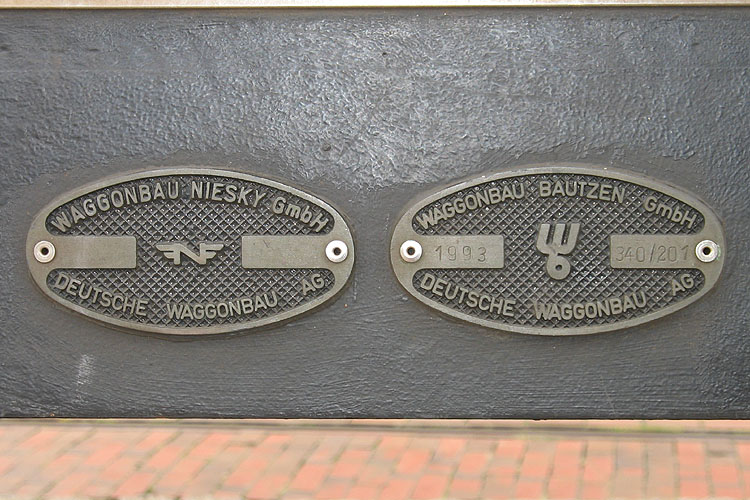 WAGGONBAU NIESKY GmbH
N
DEUTSCHE WAGGONBAU AG
WAGGONBAU BAUTZEN GmbH
1993 340/201
DEUTSCHE WAGGONBAU AG